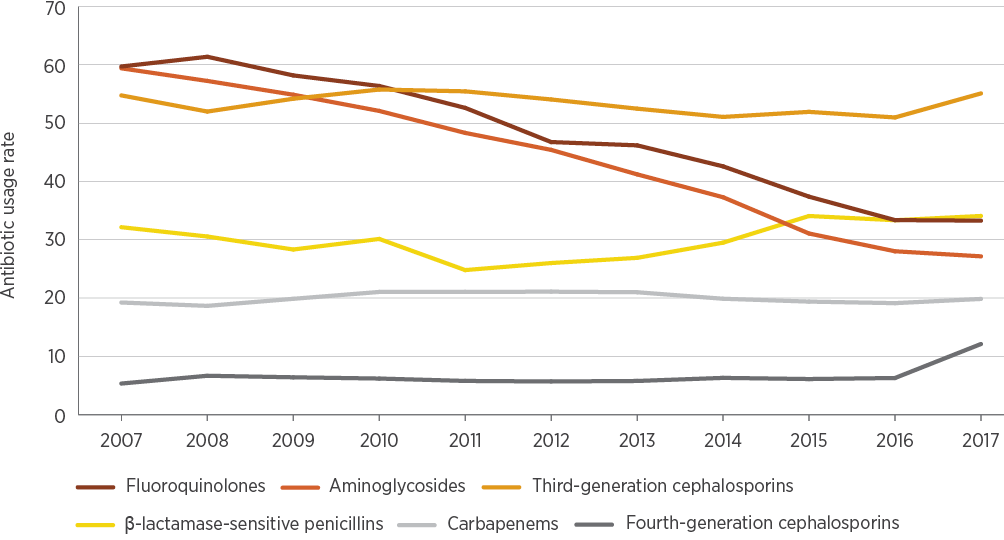 70
60
50
40
30
20
10
0
Antibiotic usage rate
2007 2008 2009 2010 2011 2012 2013 2014 2015 2016 2017
Fluoroquinolones Aminoglycosides Third-generation cephalosporins
β-lactamase-sensitive penicillins Carbapenems Fourth-generation cephalosporins